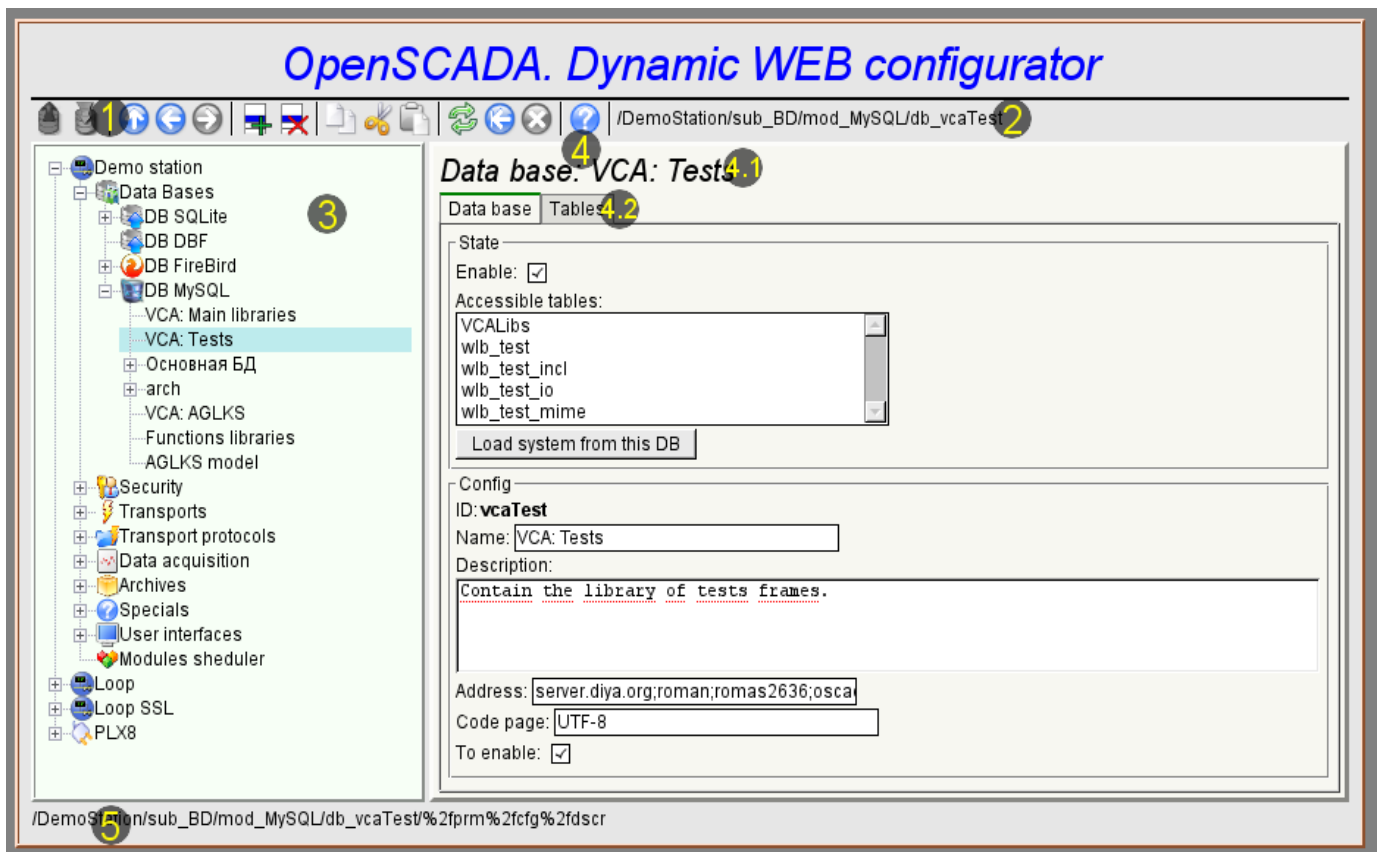 OpenSCADA. Dynamic WEB configurator
1 /DemoStation/sub_BD/mod_MySQL/db_vcaTest 2
4
Demo station
Data Bases
DB SQLite
DB DBF
DB FireBird
DB MySQL
VCA: Main libraries
VCA: Tests
Основная БД
arch
VCA: AGLKS
Functions libraries
AGLKS model
Security
Transports
Transport protocols
Data acquisition
Archives
Specials
User interfaces
Modules sheduler
Loop
Loop SSL
PLX8
3
Data base: VCA: Tests 4.1
Data base Tables 4.2
State
Enable:
Accessible tables:
VCALibs
wlb_test
wlb_test_incl
wlb_test_io
wlb_test_mime
Load system from this DB
Config
ID: vcaTest
Name: VCA: Tests
Description:
Contain the library of tests frames.
Address: server.diya.org;roman;romas2636;osca
Code page: UTF-8
To enable:
/DemoStation/sub_BD/mod_MySQL/db_vcaTest/%2fprm%2fcfg%2fdscr
5